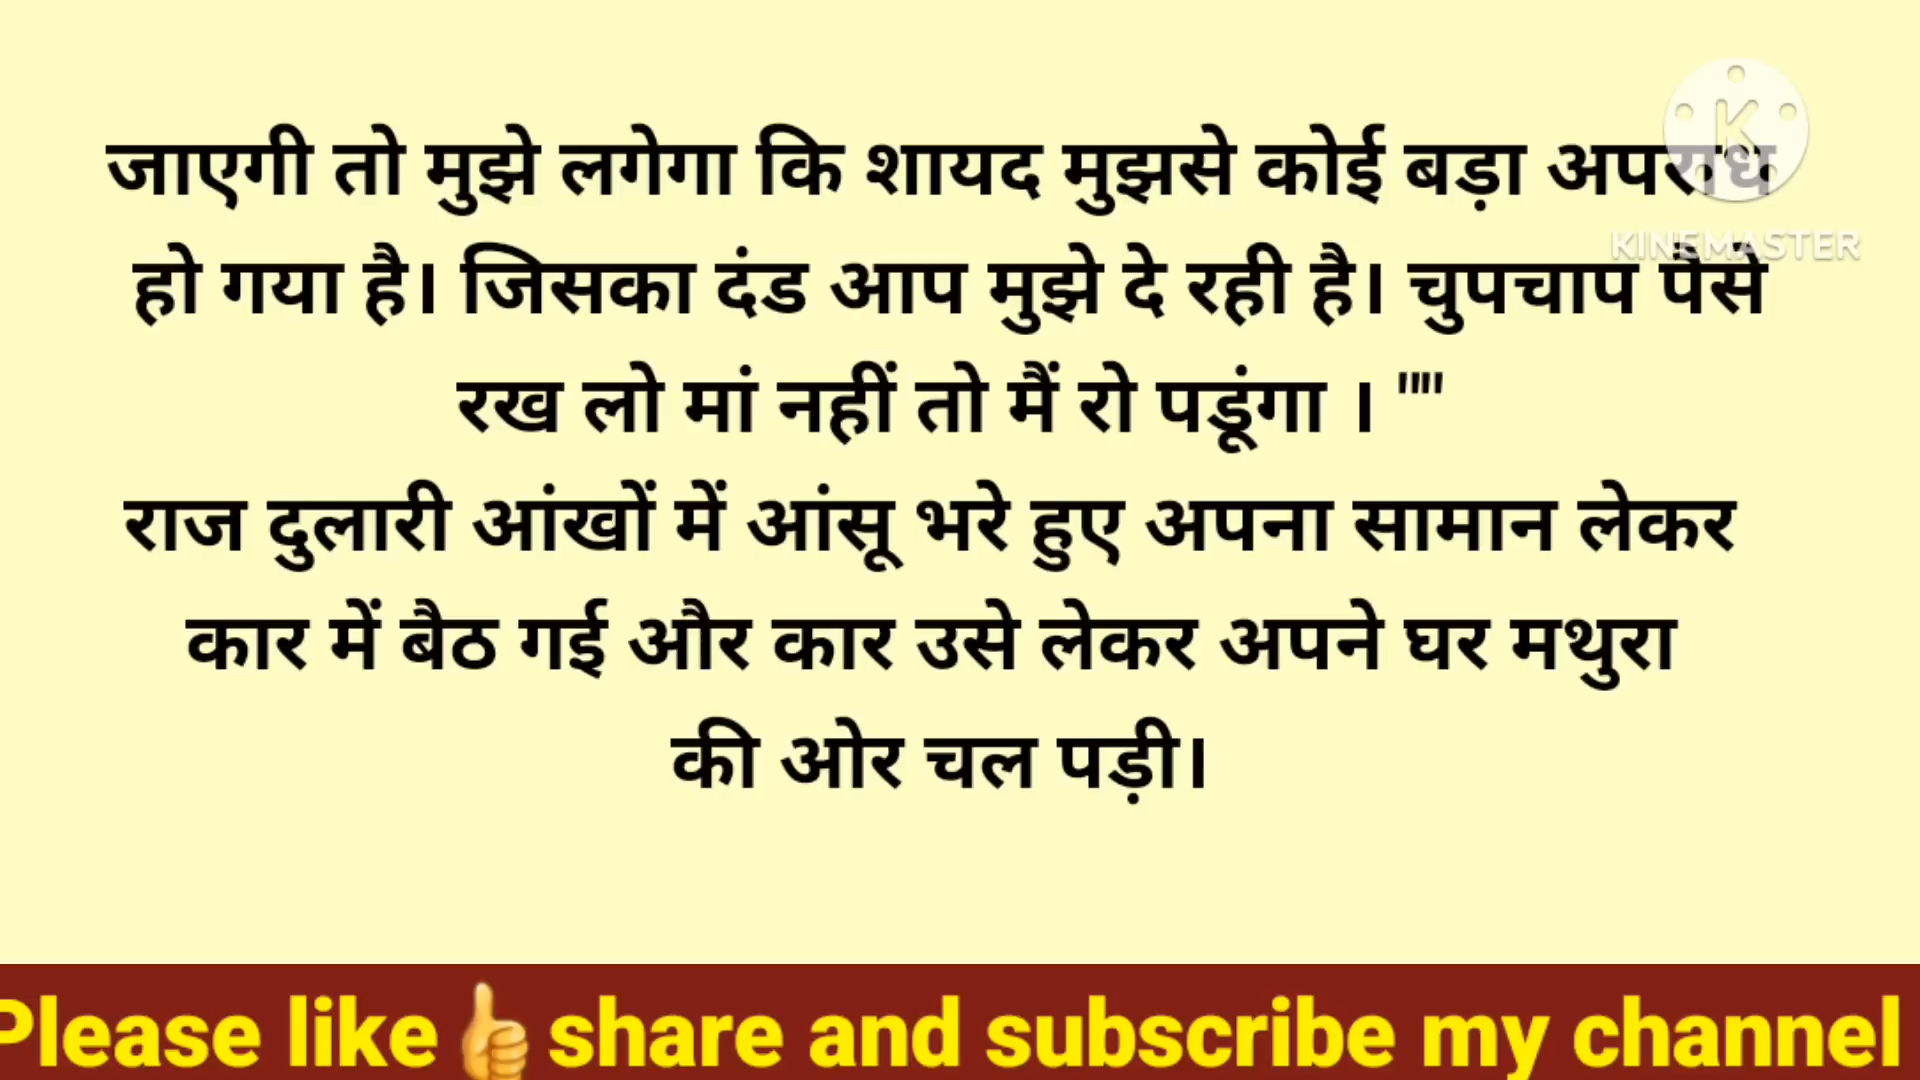 जाएगी तो मुझे लगेगा कि शायद मुझसे कोई बड़ा अपराध
हो गया है। जिसका दंड आप मुझे दे रही है। चुपचाप पैसे
रख लो मां नहीं तो मैं रो पडूंगा । ""
राज दुलारी आंखों में आंसू भरे हुए अपना सामान लेकर
कार में बैठ गई और कार उसे लेकर अपने घर मथुरा
की ओर चल पड़ी।
K
KINEMASTER
Please like 👍 share and subscribe my channel